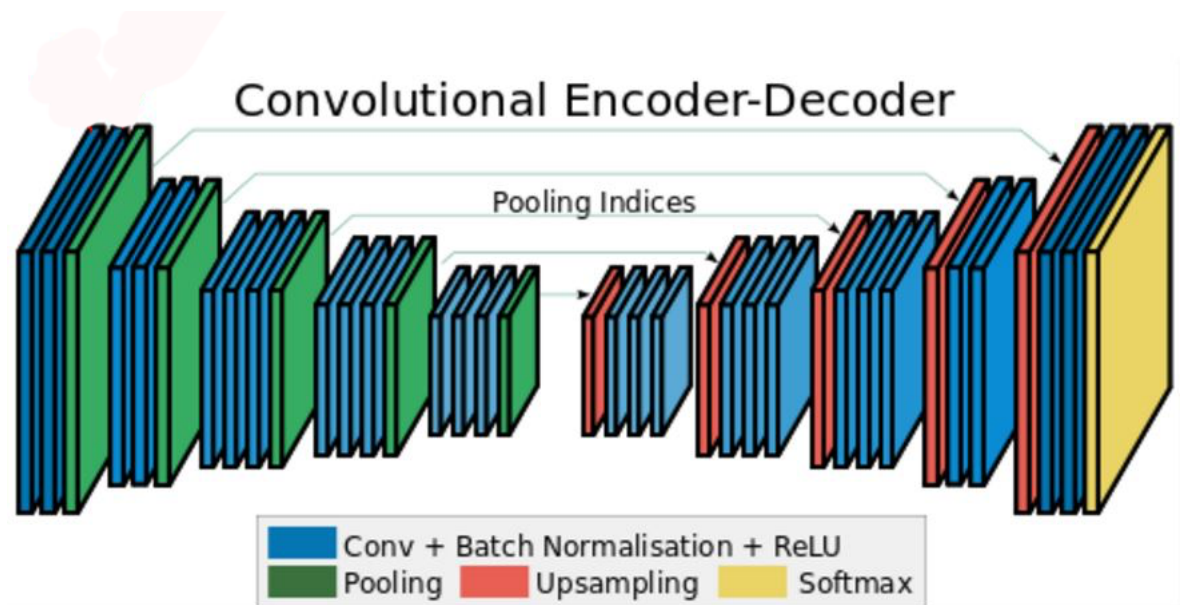 Convolutional Encoder-Decoder
Pooling Indices
Conv + Batch Normalisation + ReLU
Pooling Upsampling Softmax